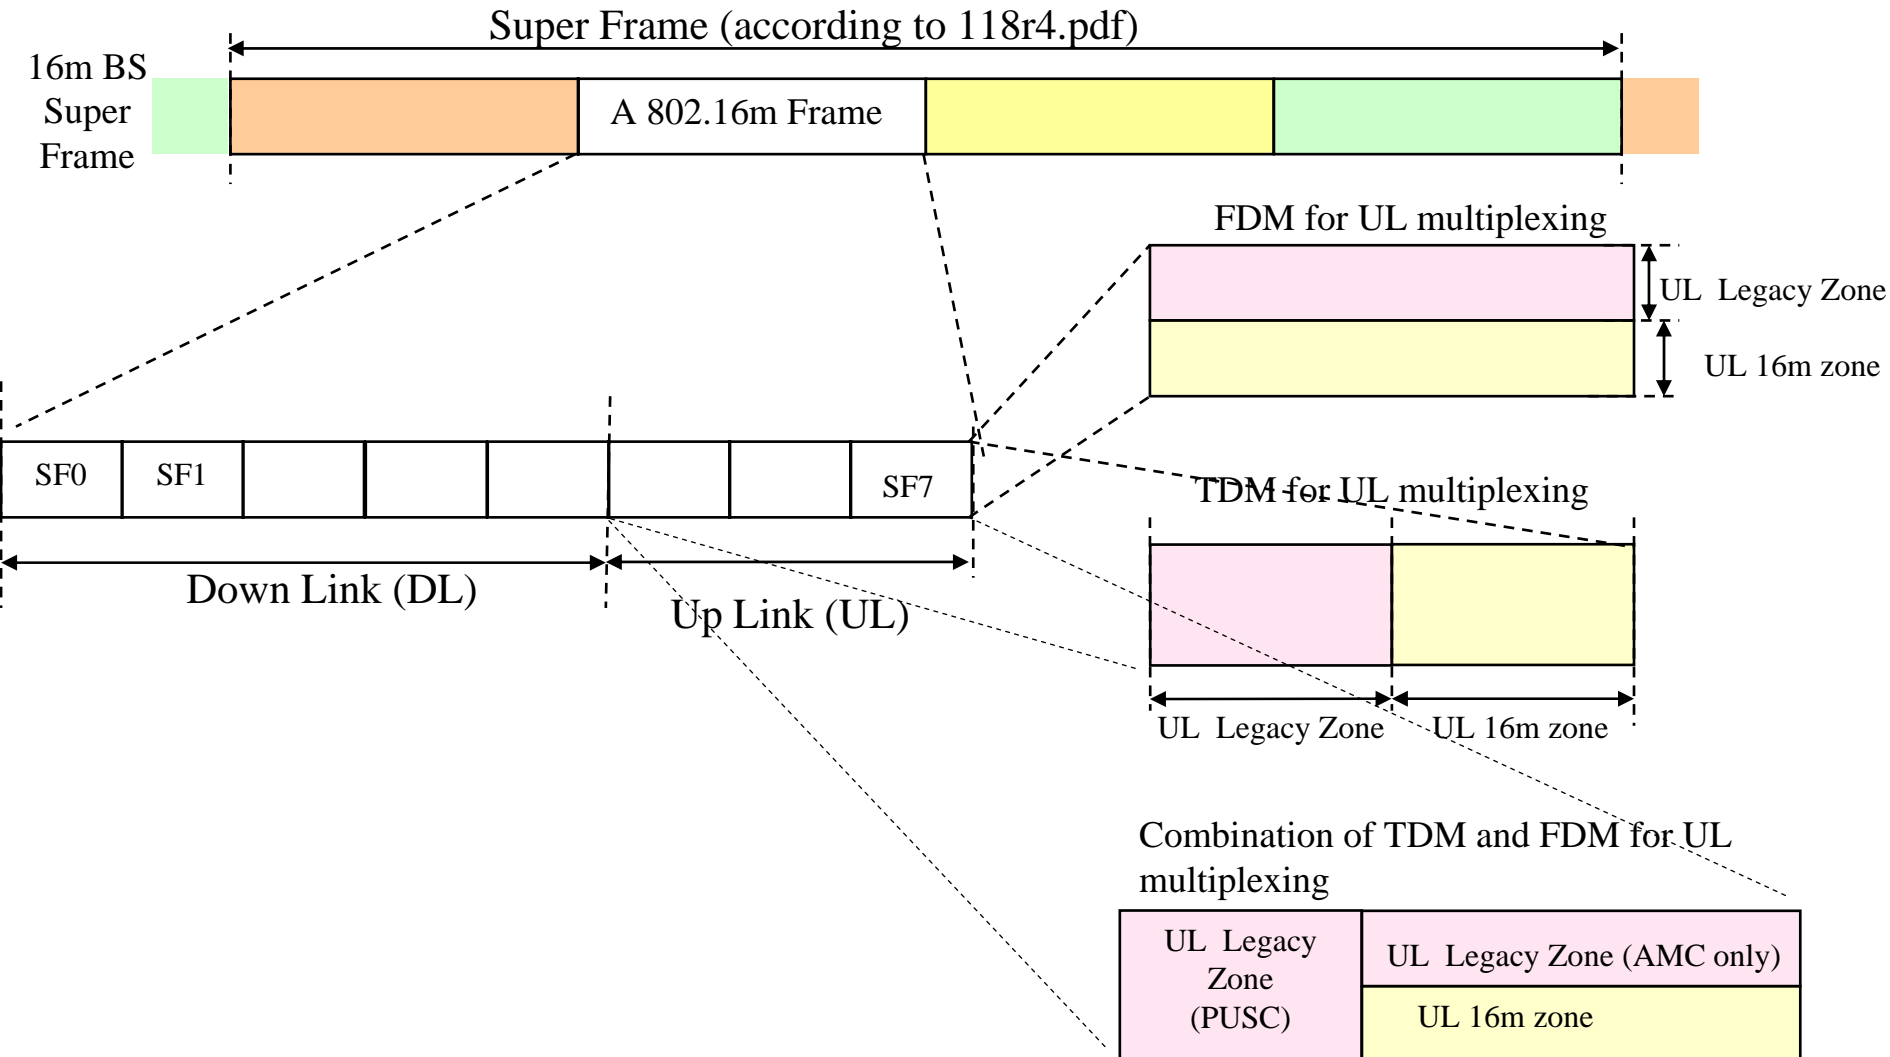 Super Frame (according to 118r4.pdf)
16m BS
Super
Frame
A 802.16m Frame
FDM for UL multiplexing
UL Legacy Zone
UL 16m zone
SF0
SF1
SF7
TDM for UL multiplexing
Down Link (DL)
Up Link (UL)
UL Legacy Zone
UL 16m zone
Combination of TDM and FDM for UL
multiplexing
UL Legacy
Zone
(PUSC)
UL Legacy Zone (AMC only)
UL 16m zone